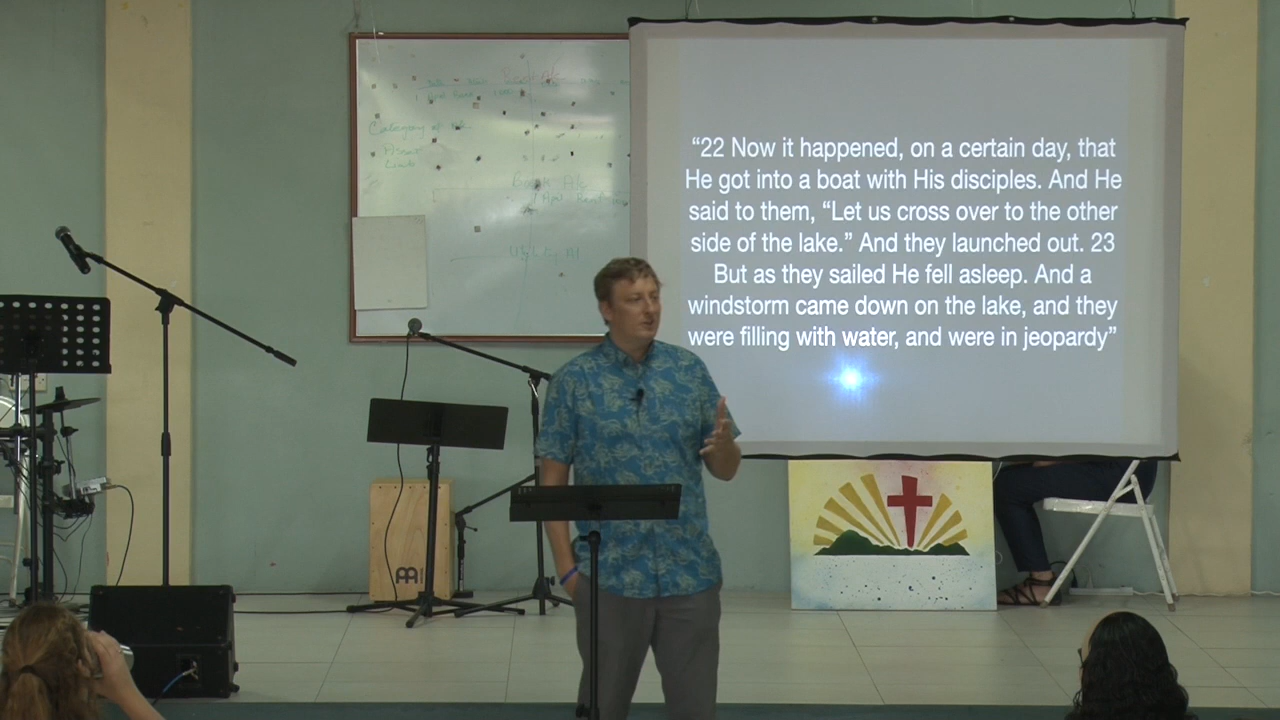 “22 Now it happened, on a certain day, that
He got into a boat with His disciples. And He
said to them, “Let us cross over to the other
side of the lake.” And they launched out. 23
But as they sailed He fell asleep. And a
windstorm came down on the lake, and they
were filling with water, and were in jeopardy”
Category of